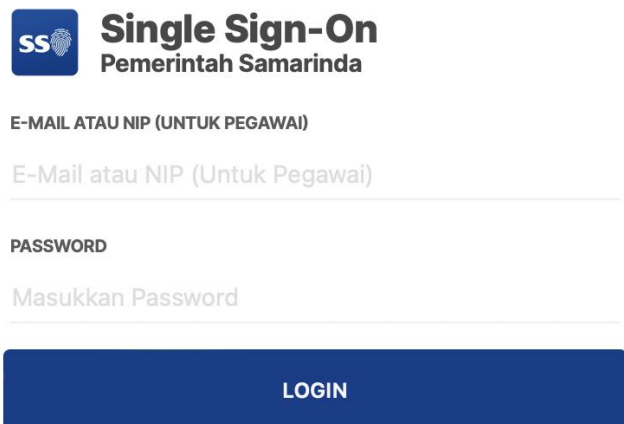 SS
Single Sign-On
Pemerintah Samarinda
E-MAIL ATAU NIP (UNTUK PEGAWAI)
E-Mail atau NIP (Untuk Pegawai)
PASSWORD
Masukkan Password
LOGIN